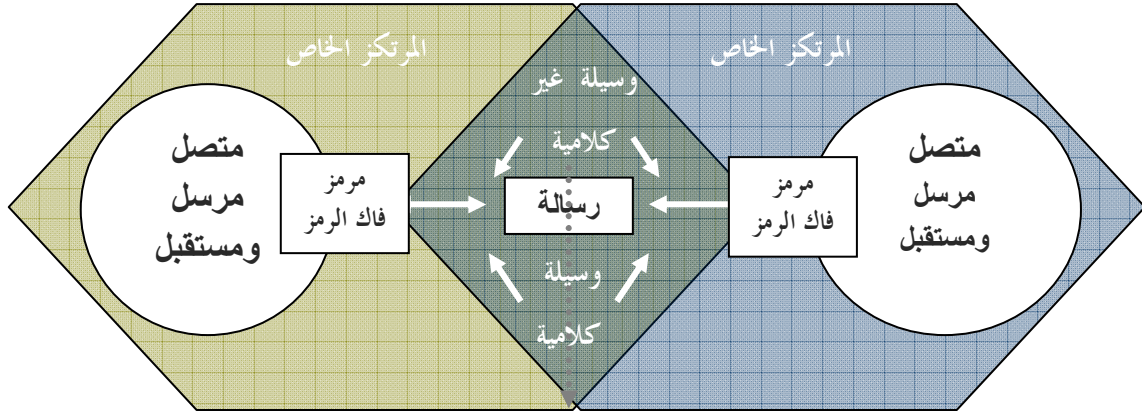 المرتكز الخاص
المرتكز الخاص
وسيلة غير
كلامية
متصل
مرسل
ومستقبل
مرمز
فاك الرمز
رسالة
مرمز
فاك الرمز
متصل
مرسل
ومستقبل
وسيلة
كلامية